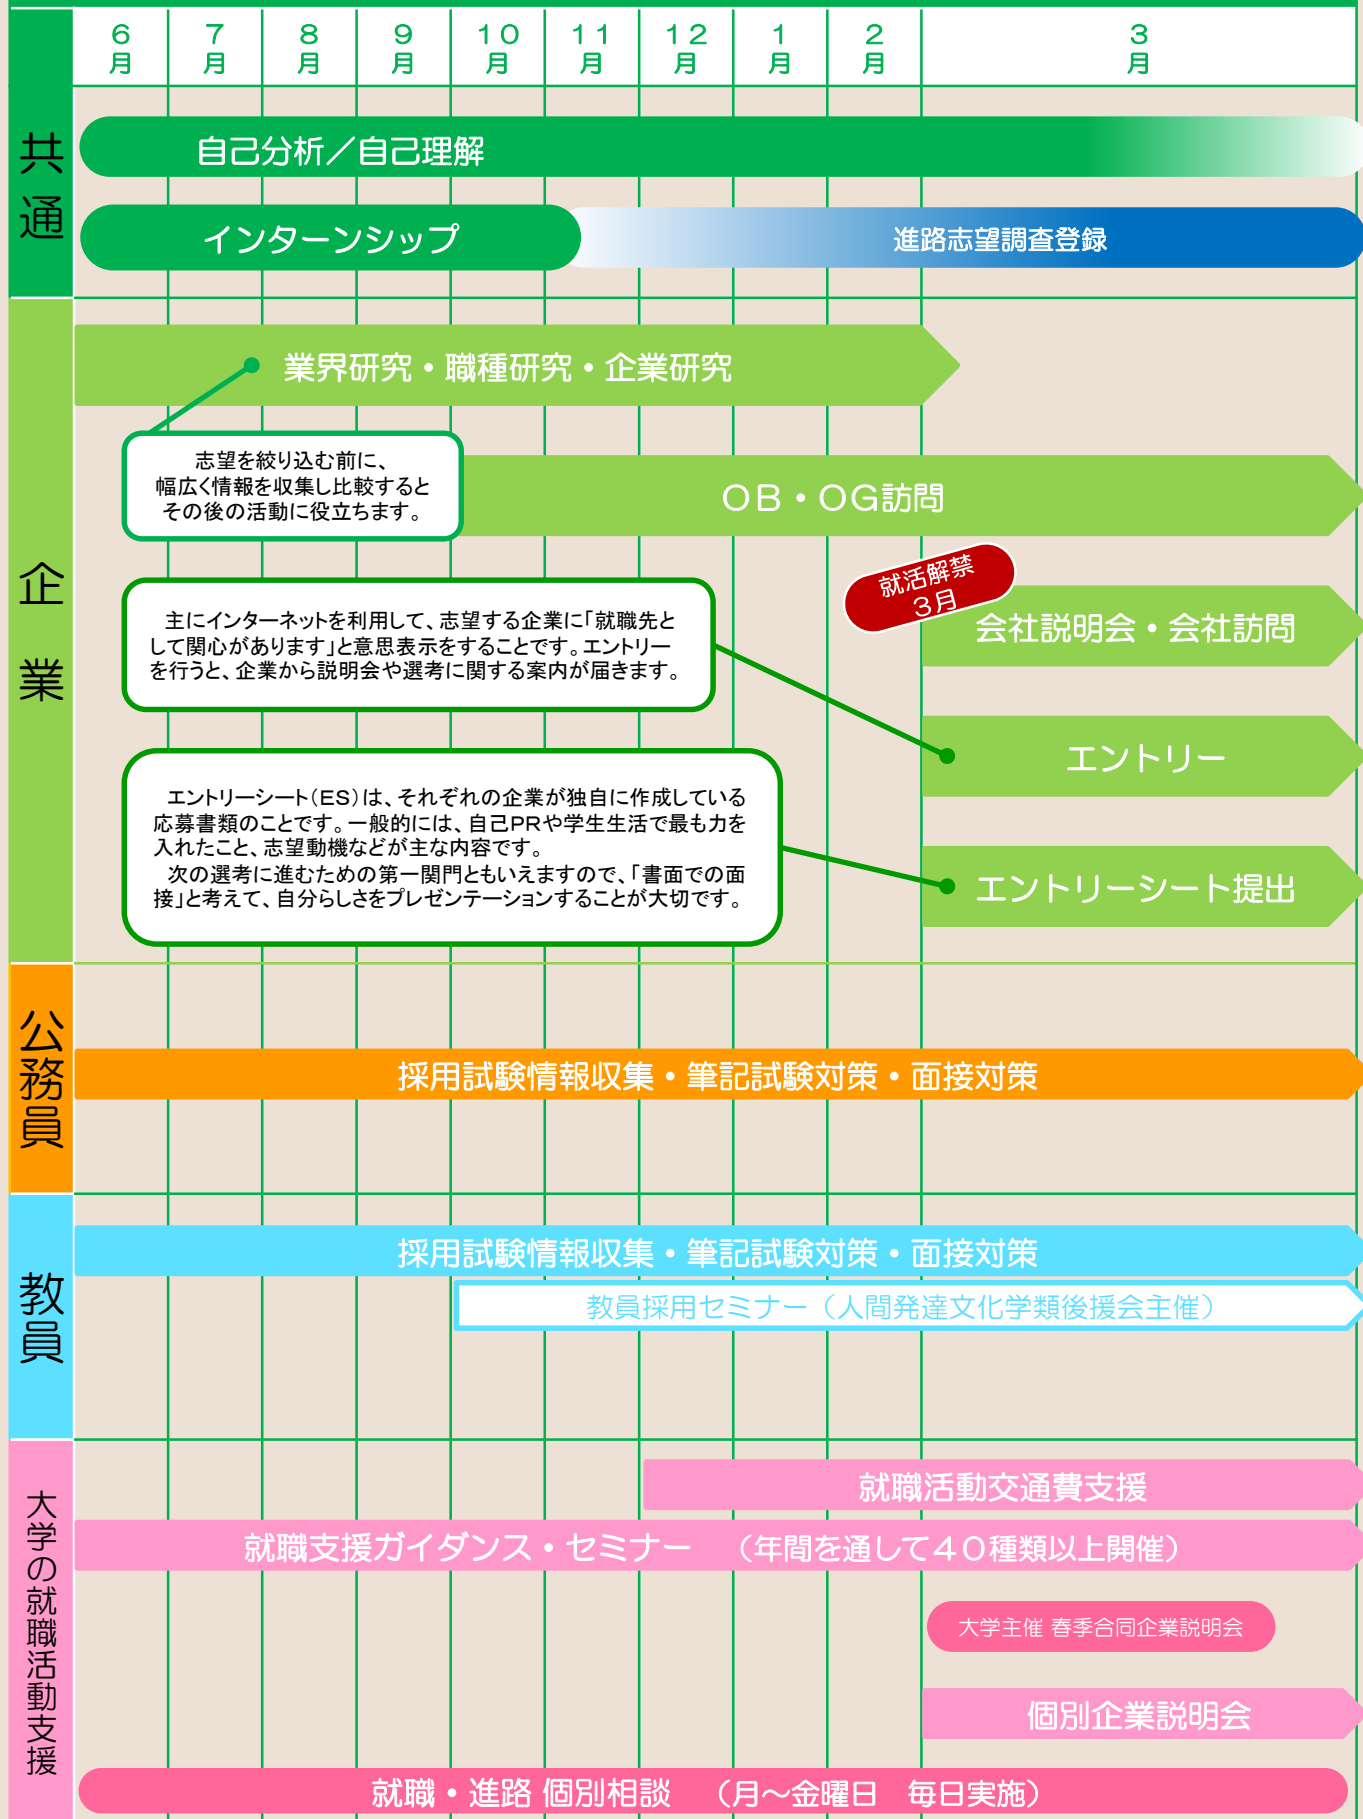 6月 7月 8月 9月 10月 11月 12月 1月 2月 3月
共通
自己分析／自己理解
インターンシップ
進路志望調査登録
企業
業界研究・職種研究・企業研究
志望を絞り込む前に、
幅広く情報を収集し比較すると
その後の活動に役立ちます。
ＯＢ・ＯＧ訪問
就活解禁
３月
会社説明会・会社訪問
主にインターネットを利用して、志望する企業に「就職先と
して関心があります」と意思表示をすることです。エントリー
を行うと、企業から説明会や選考に関する案内が届きます。
エントリー
エントリーシート（ＥＳ）は、それぞれの企業が独自に作成している
応募書類のことです。一般的には、自己ＰＲや学生生活で最も力を
入れたこと、志望動機などが主な内容です。
次の選考に進むための第一関門ともいえますので、「書面での面
接」と考えて、自分らしさをプレゼンテーションすることが大切です。
エントリーシート提出
公務員
採用試験情報収集・筆記試験対策・面接対策
教員
採用試験情報収集・筆記試験対策・面接対策
教員採用セミナー（人間発達文化学類後援会主催）
大学の就職活動支援
就職活動交通費支援
就職支援ガイダンス・セミナー　（年間を通して４０種類以上開催）
大学主催 春季合同企業説明会
個別企業説明会
就職・進路 個別相談　（月～金曜日　毎日実施）